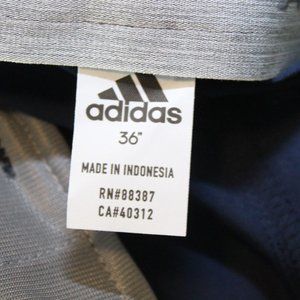 adidas
36"
MADE IN INDONESIA
RN#88387
CA#40312